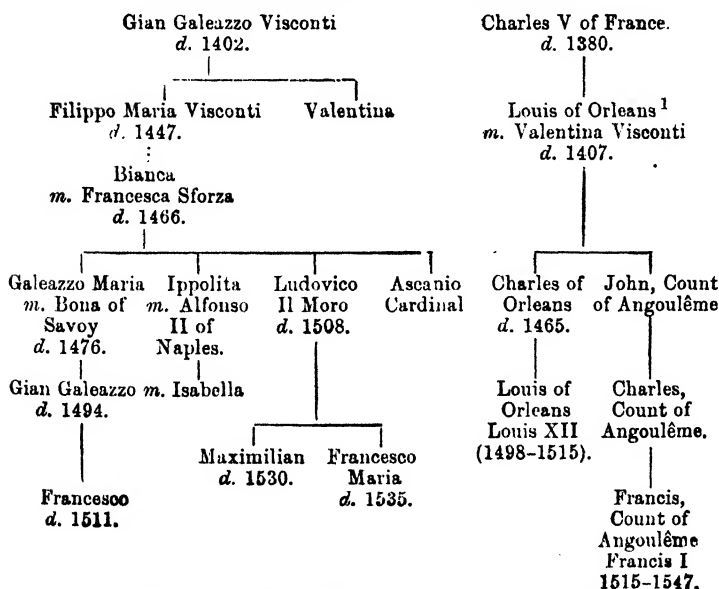 Gian Galeazzo Visconti
d. 1402.
Charles V of France.
d. 1380.
Filippo Maria Visconti
d. 1447.
Valentina
Louis of Orleans 1
m. Valentina Visconti
d. 1407.
Bianca
m. Francesca Sforza
d. 1466.
Galeazzo Maria
m. Bona of
Savoy
d. 1476.
Ippolita
m. Alfonso
II of
Naples.
Ludovico
Il Moro
d. 1508.
Ascanio
Cardinal
Charles of
Orleans
d. 1465.
John, Count
of Angoulême
Gian Galeazzo m. Isabella
d. 1494.
Louis of
Orleans
Louis XII
(1498-1515).
Charles,
Count of
Angoulême.
Maximilian
d. 1530.
Francesco
Maria
d. 1535.
Francesco
d. 1511.
Francis,
Count of
Angoulême
Francis I
1515-1547.